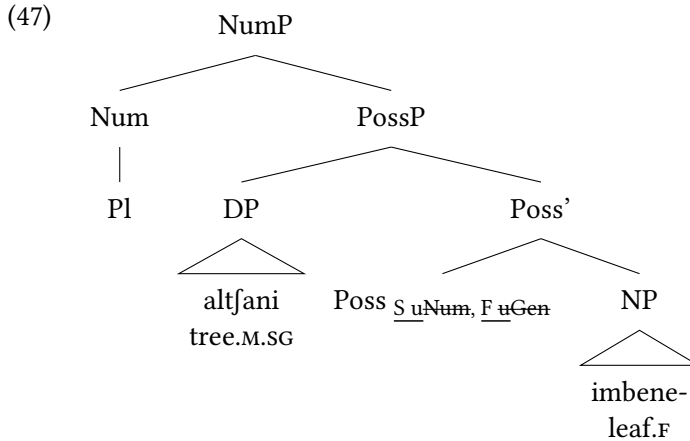 (47)
NumP
Num PossP
Pl DP Poss’
altʃani Poss S uNum, F uGen NP
tree.M.SG
imbene-
leaf.F